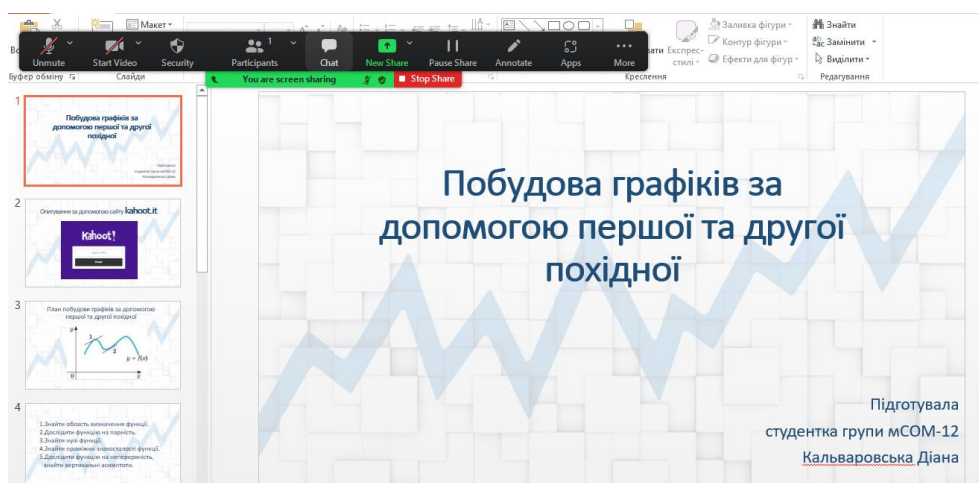 Макет
Заливка фігури
Знайти
Контур фігури
Замінити
Експрес-
стилі
Ефекти для фігур
Виділити
Буфер обміну
Слайди
Креслення
Редагування
Unmute
Start Video
Security
Participants
1
Chat
New Share
Pause Share
Annotate
Apps
More
You are screen sharing
Stop Share
1
Побудова графіків за
допомогою першої та другої
похідної
2
Опитування за допомогою сайту kahoot.it
Kahoot!
3
План побудови графіків за допомогою
першої та другої похідної
y
1
2
y = f(x)
0
x
4
1.Знайти область визначення функції.
2.Дослідити функцію на парність.
3.Знайти нулі функції.
4.Знайти проміжки знакосталості функції.
5.Дослідити функцію на неперервність,
знайти вертикальні асимптоти.
Побудова графіків за
допомогою першої та другої
похідної
Підготувала
студентка групи мСОМ-12
Кальваровська Діана